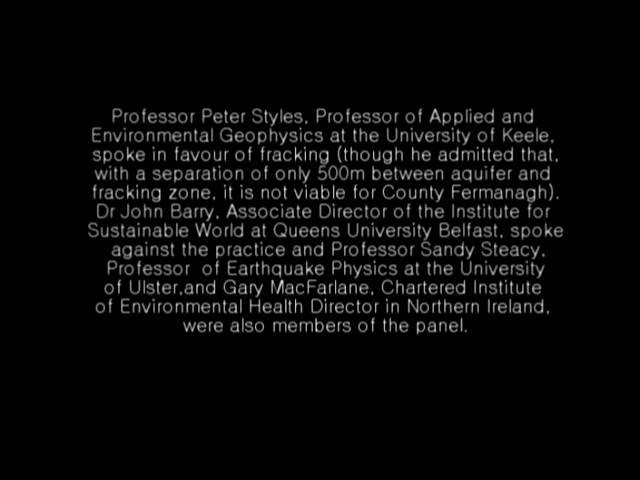 Professor Peter Styles, Professor of Applied and
Environmental Geophysics at the University of Keele,
spoke in favour of fracking (though he admitted that,
with a separation of only 500m between aquifer and
fracking zone, it is not viable for County Fermanagh).
Dr John Barry, Associate Director of the Institute for
Sustainable World at Queens University Belfast, spoke
against the practice and Professor Sandy Steacy,
Professor of Earthquake Physics at the University
of Ulster,and Gary MacFarlane, Chartered Institute
of Environmental Health Director in Northern Ireland,
were also members of the panel.